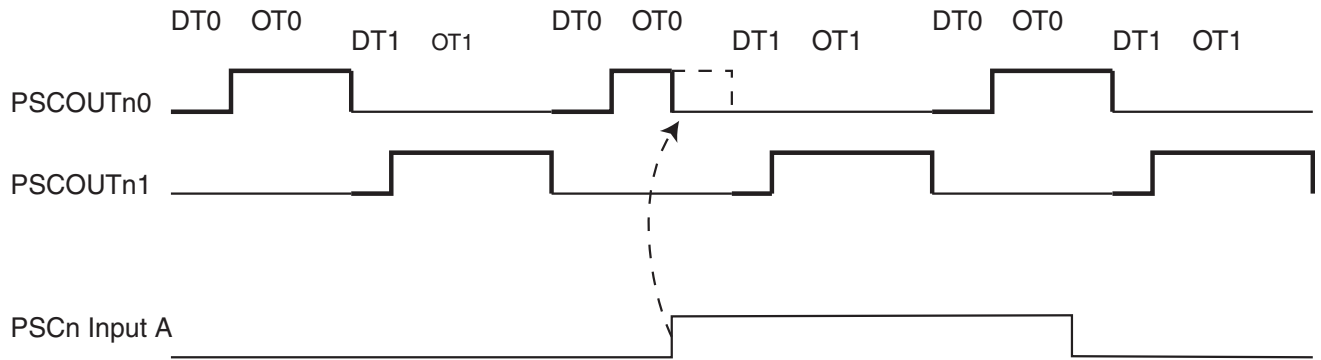 DT0 OT0 DT0 OT0 DT0 OT0
DT1 OT1 DT1 OT1 DT1 OT1
PSCOUTn0
PSCOUTn1
PSCn Input A